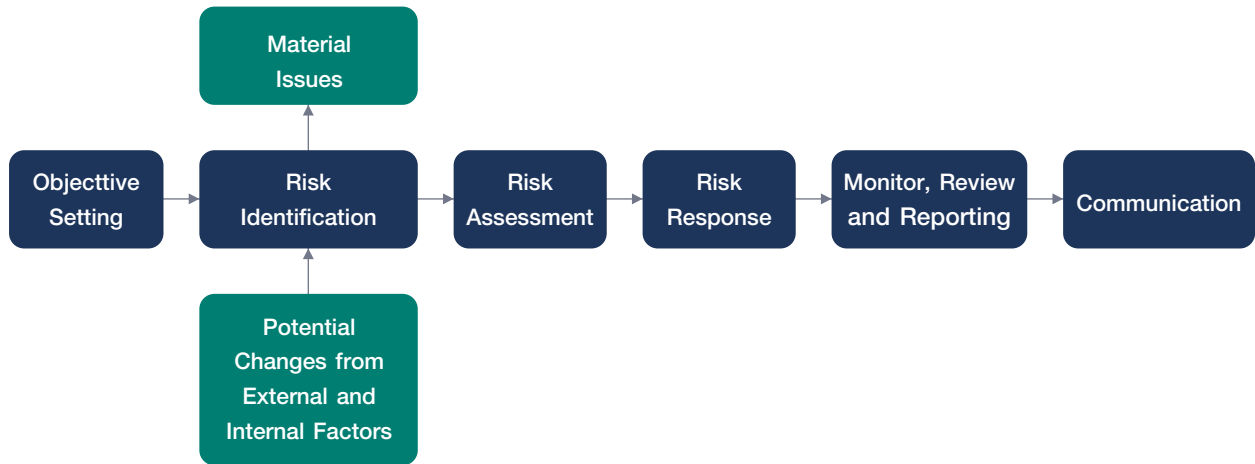 Material
Issues
Objecttive
Setting
Risk
Identification
Risk
Assessment
Risk
Response
Monitor, Review
and Reporting
Communication
Potential
Changes from
External and
Internal Factors